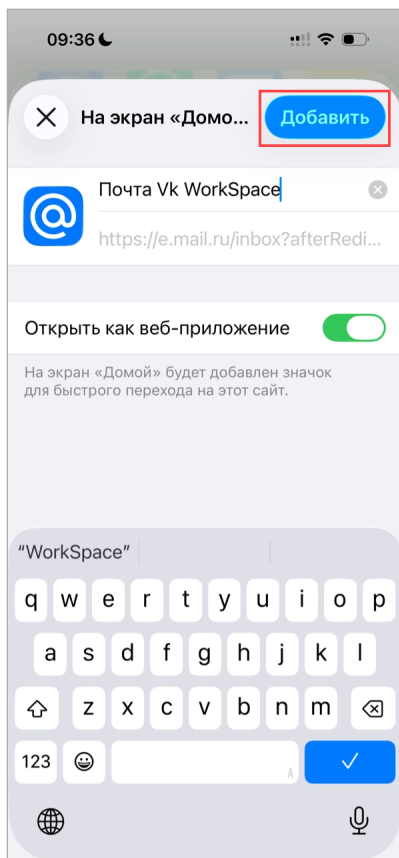 09:36
На экран «Домо...
Добавить
Почта Vk WorkSpace
https://e.mail.ru/inbox?afterRedi...
Открыть как веб-приложение
На экран «Домой» будет добавлен значок
для быстрого перехода на этот сайт.
“WorkSpace”
q w e r t y u i o p
a s d f g h j k l
z x c v b n m
123
A